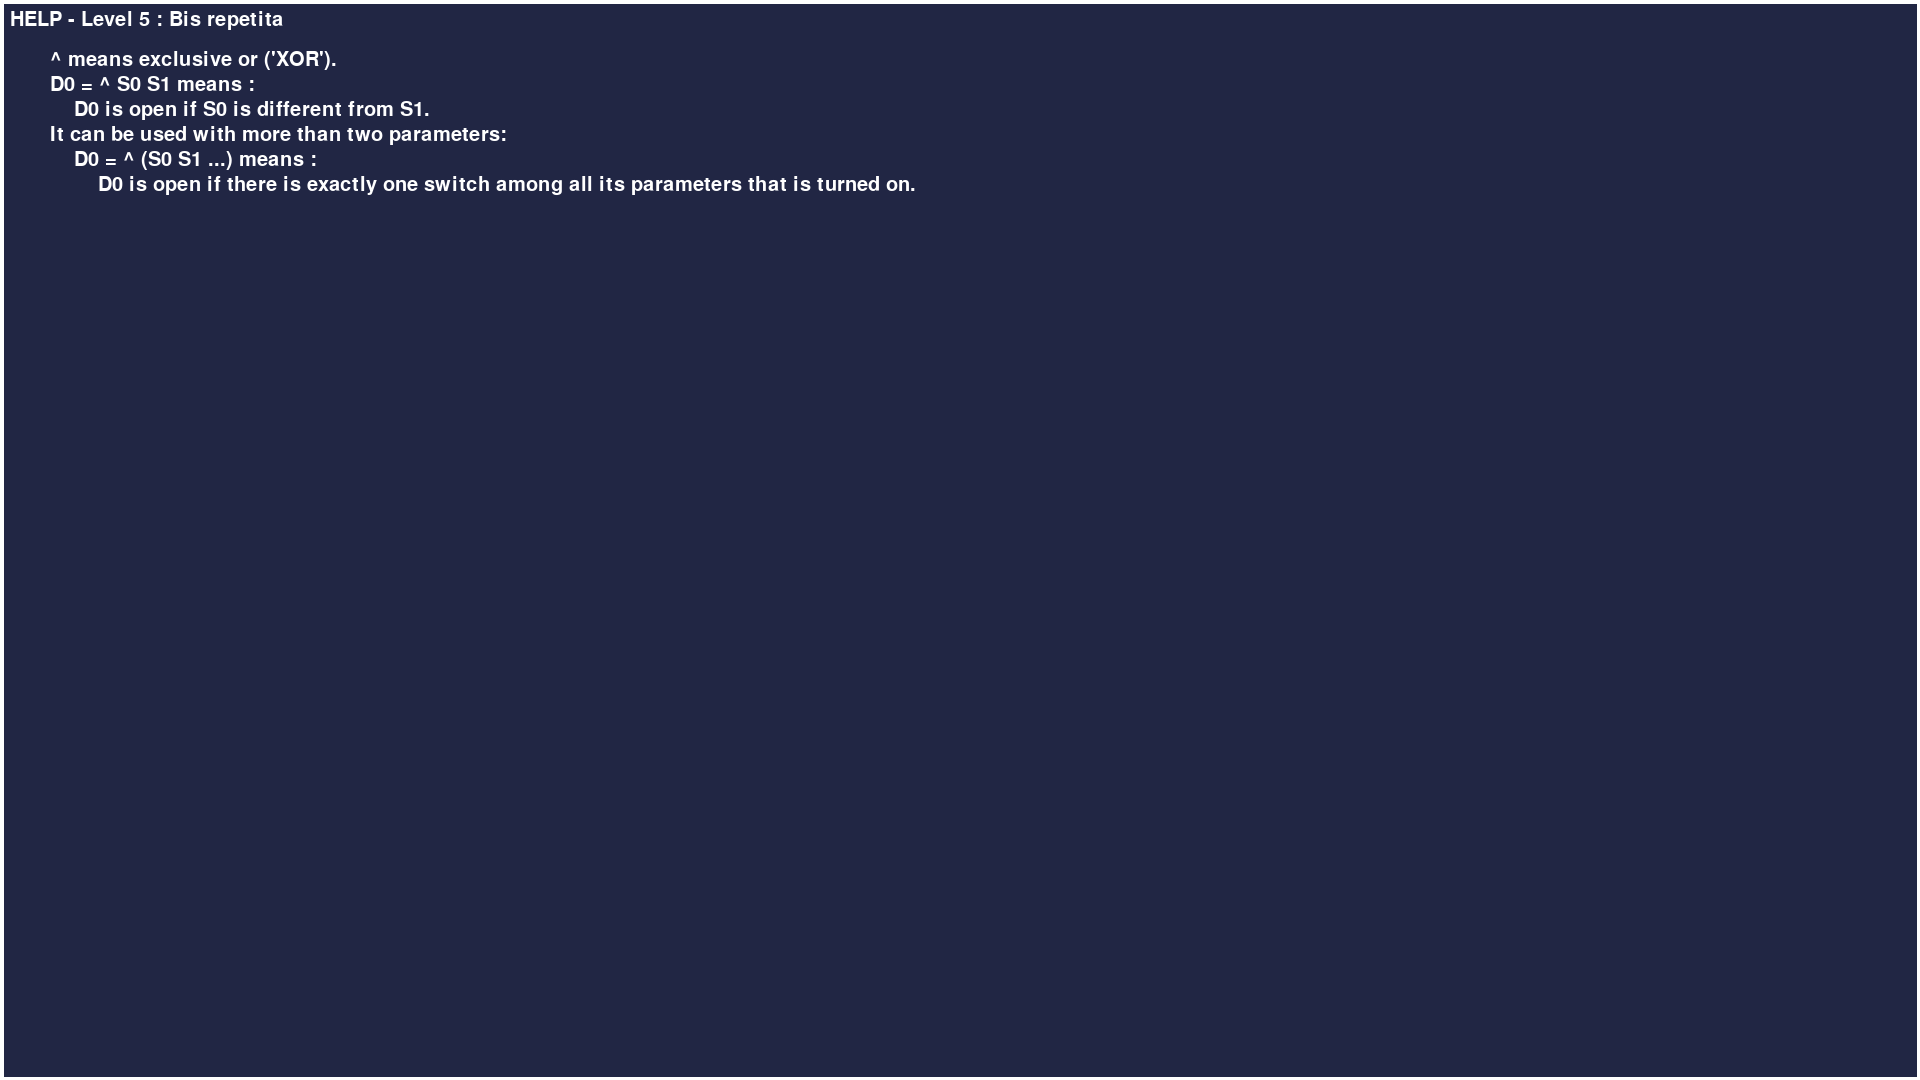 HELP - Level 5 : Bis repetita
^ means exclusive or ('XOR').
D0 = ^ S0 S1 means :
D0 is open if S0 is different from S1.
It can be used with more than two parameters:
D0 = ^ (S0 S1 ...) means :
D0 is open if there is exactly one switch among all its parameters that is turned on.